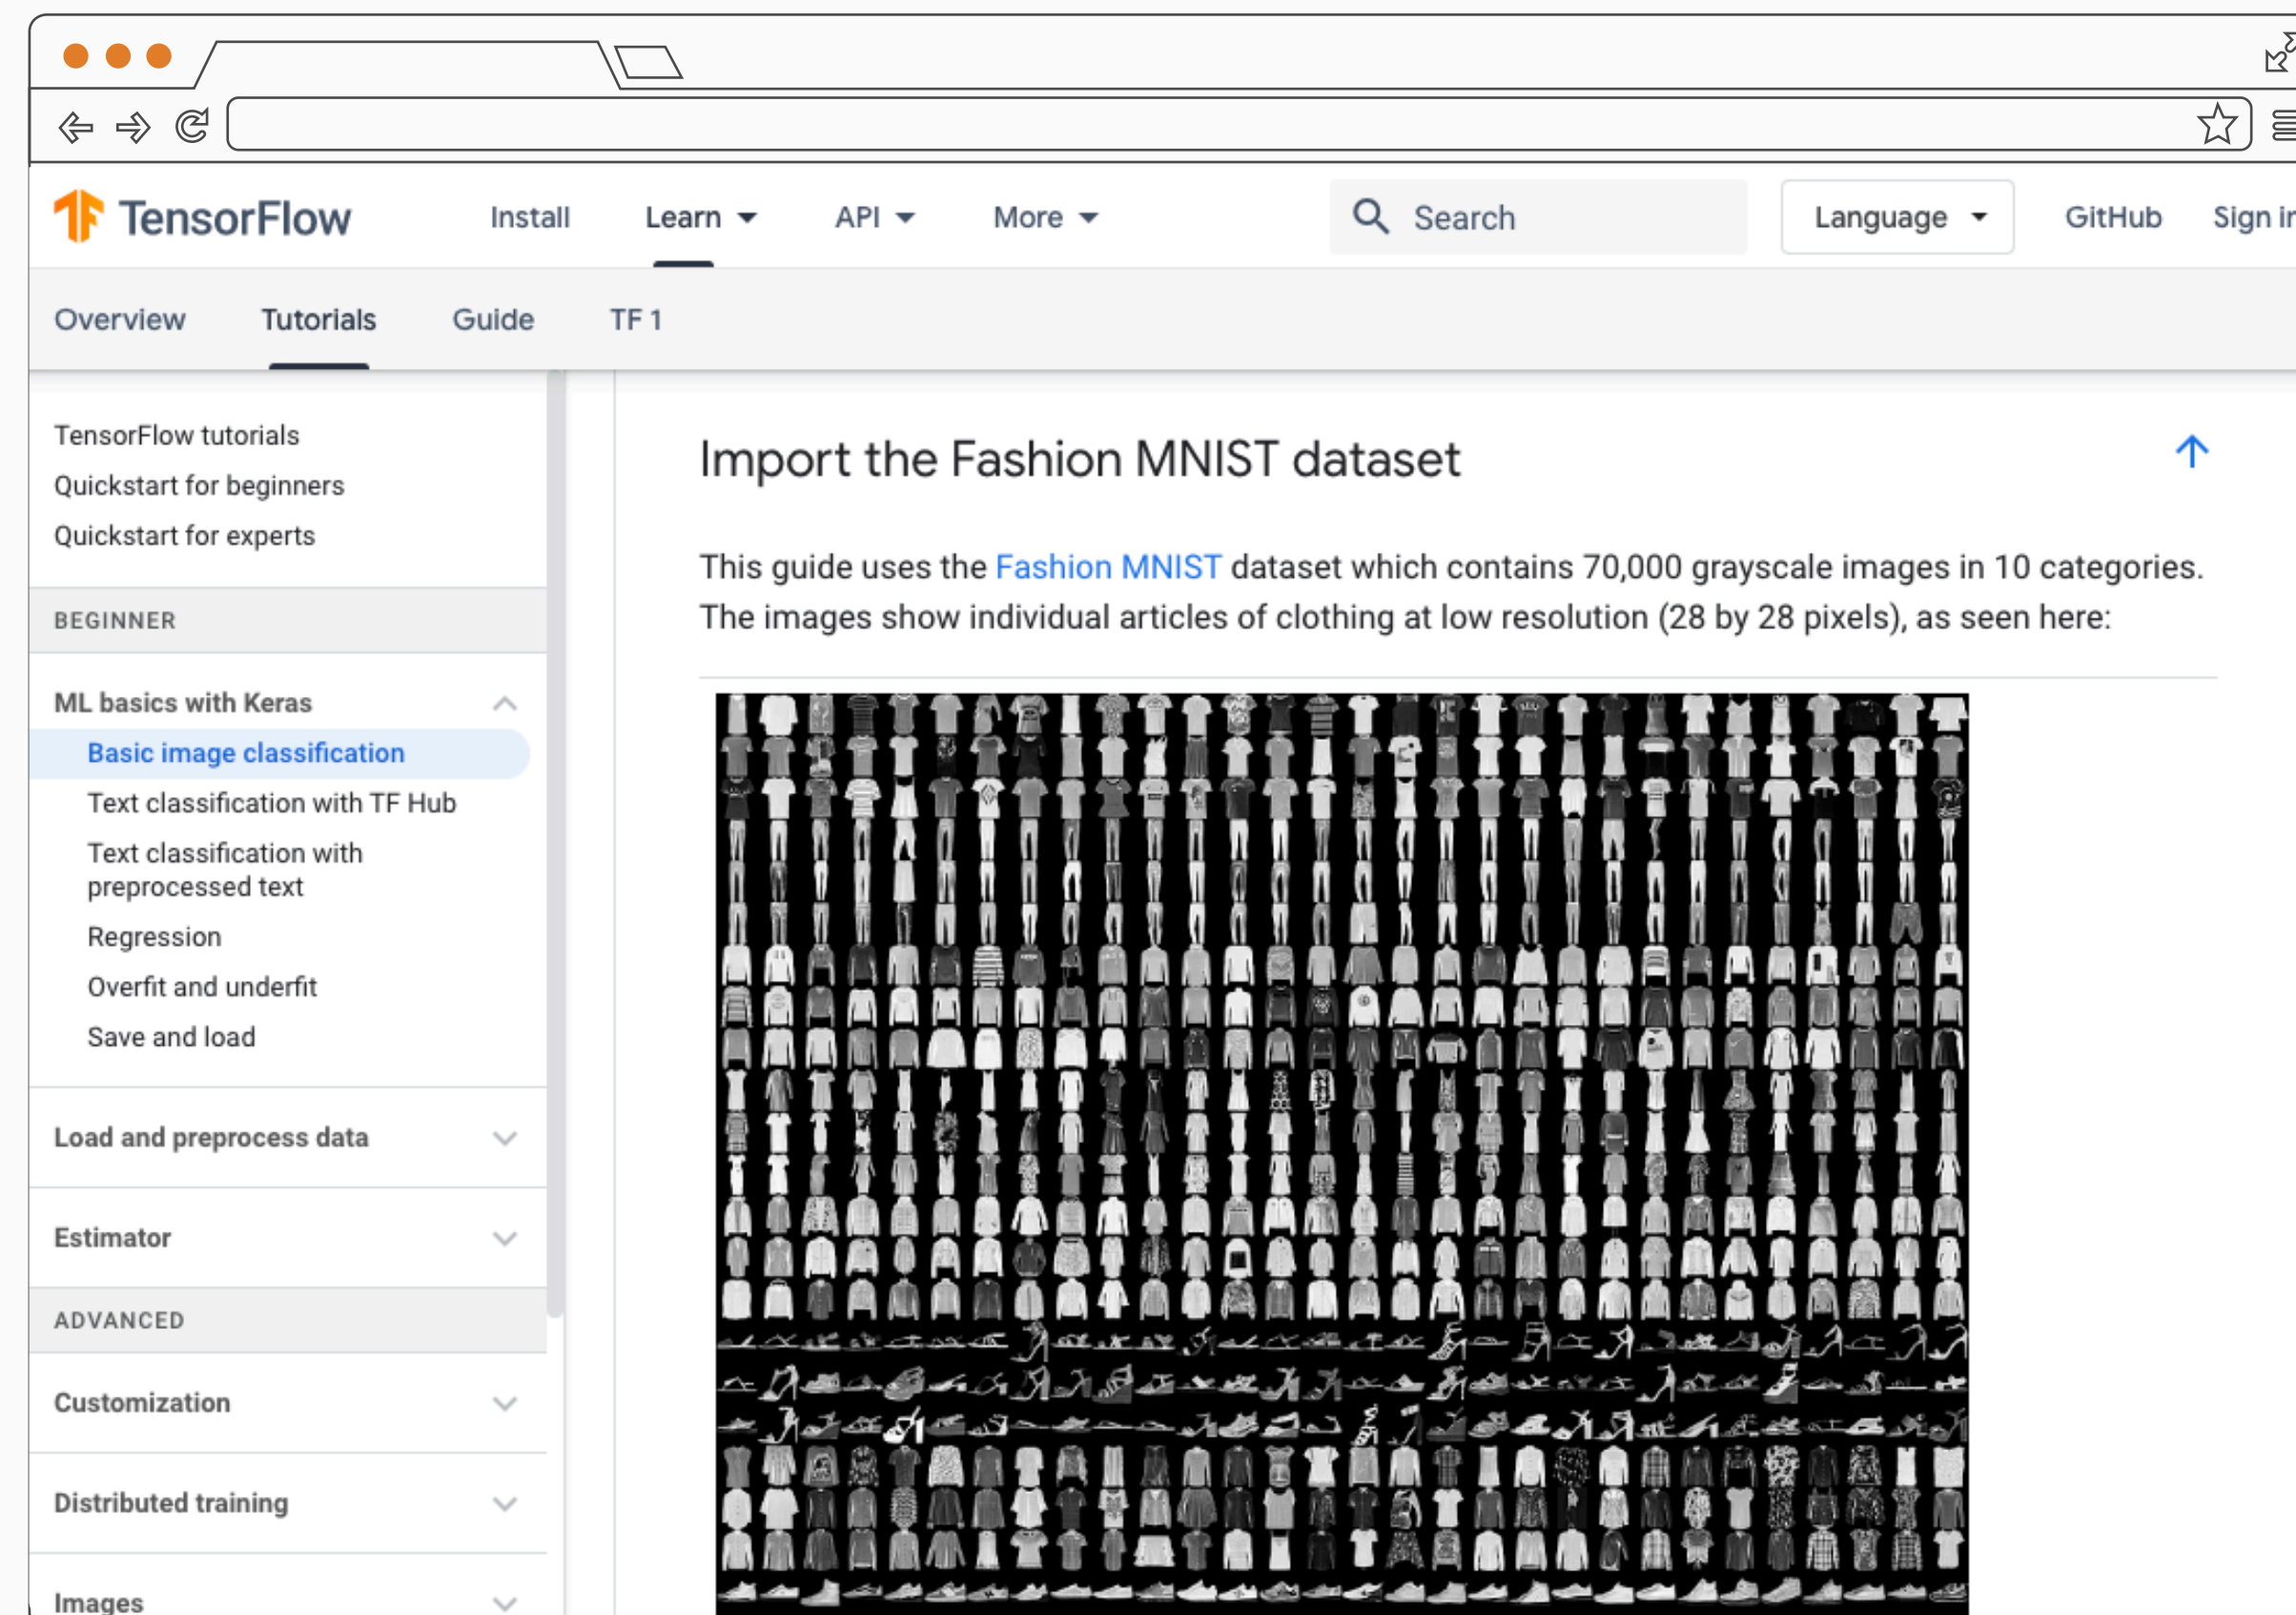 TensorFlow
Install
Learn
API
More
Search
Language
GitHub
Overview
Tutorials
Guide
TF 1
TensorFlow tutorials
Quickstart for beginners
Quickstart for experts
BEGINNER
ML basics with Keras
Basic image classification
Text classification with TF Hub
Text classification with
preprocessed text
Regression
Overfit and underfit
Save and load
Load and preprocess data
Estimator
ADVANCED
Customization
Distributed training
Images
Import the Fashion MNIST dataset
This guide uses the Fashion MNIST dataset which contains 70,000 grayscale images in 10 categories.
The images show individual articles of clothing at low resolution (28 by 28 pixels), as seen here: